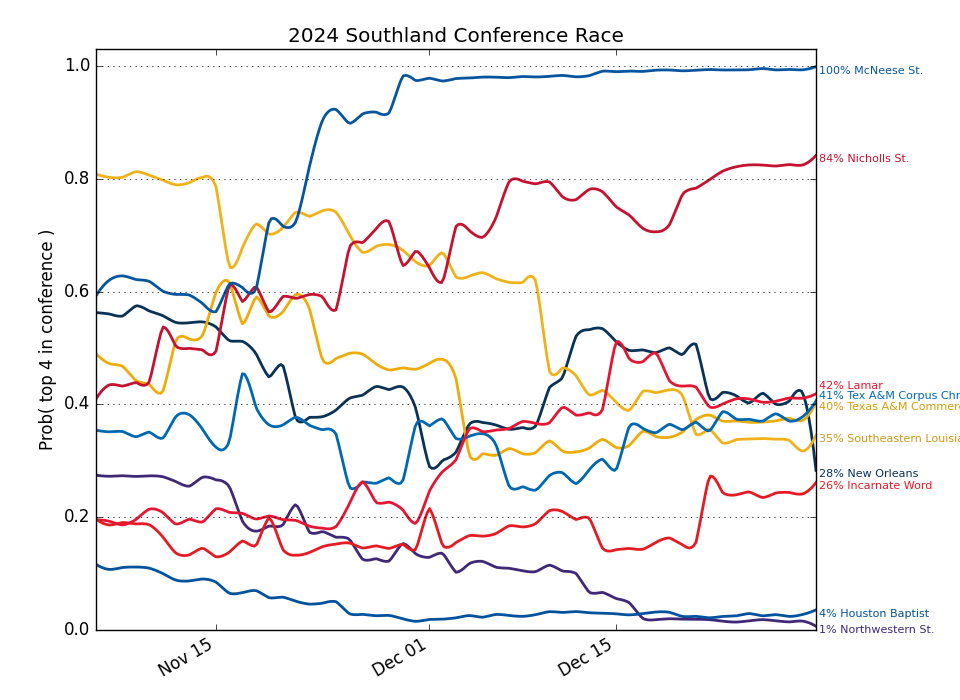 2024 Southland Conference Race
Prob( top 4 in conference )
1.0
0.8
0.6
0.4
0.2
0.0
Nov 15
Dec 01
Dec 15
100% McNeese St.
84% Nicholls St.
42% Lamar
41% Tex A&M Corpus Chr
40% Texas A&M Commerc
35% Southeastern Louisia
28% New Orleans
26% Incarnate Word
4% Houston Baptist
1% Northwestern St.